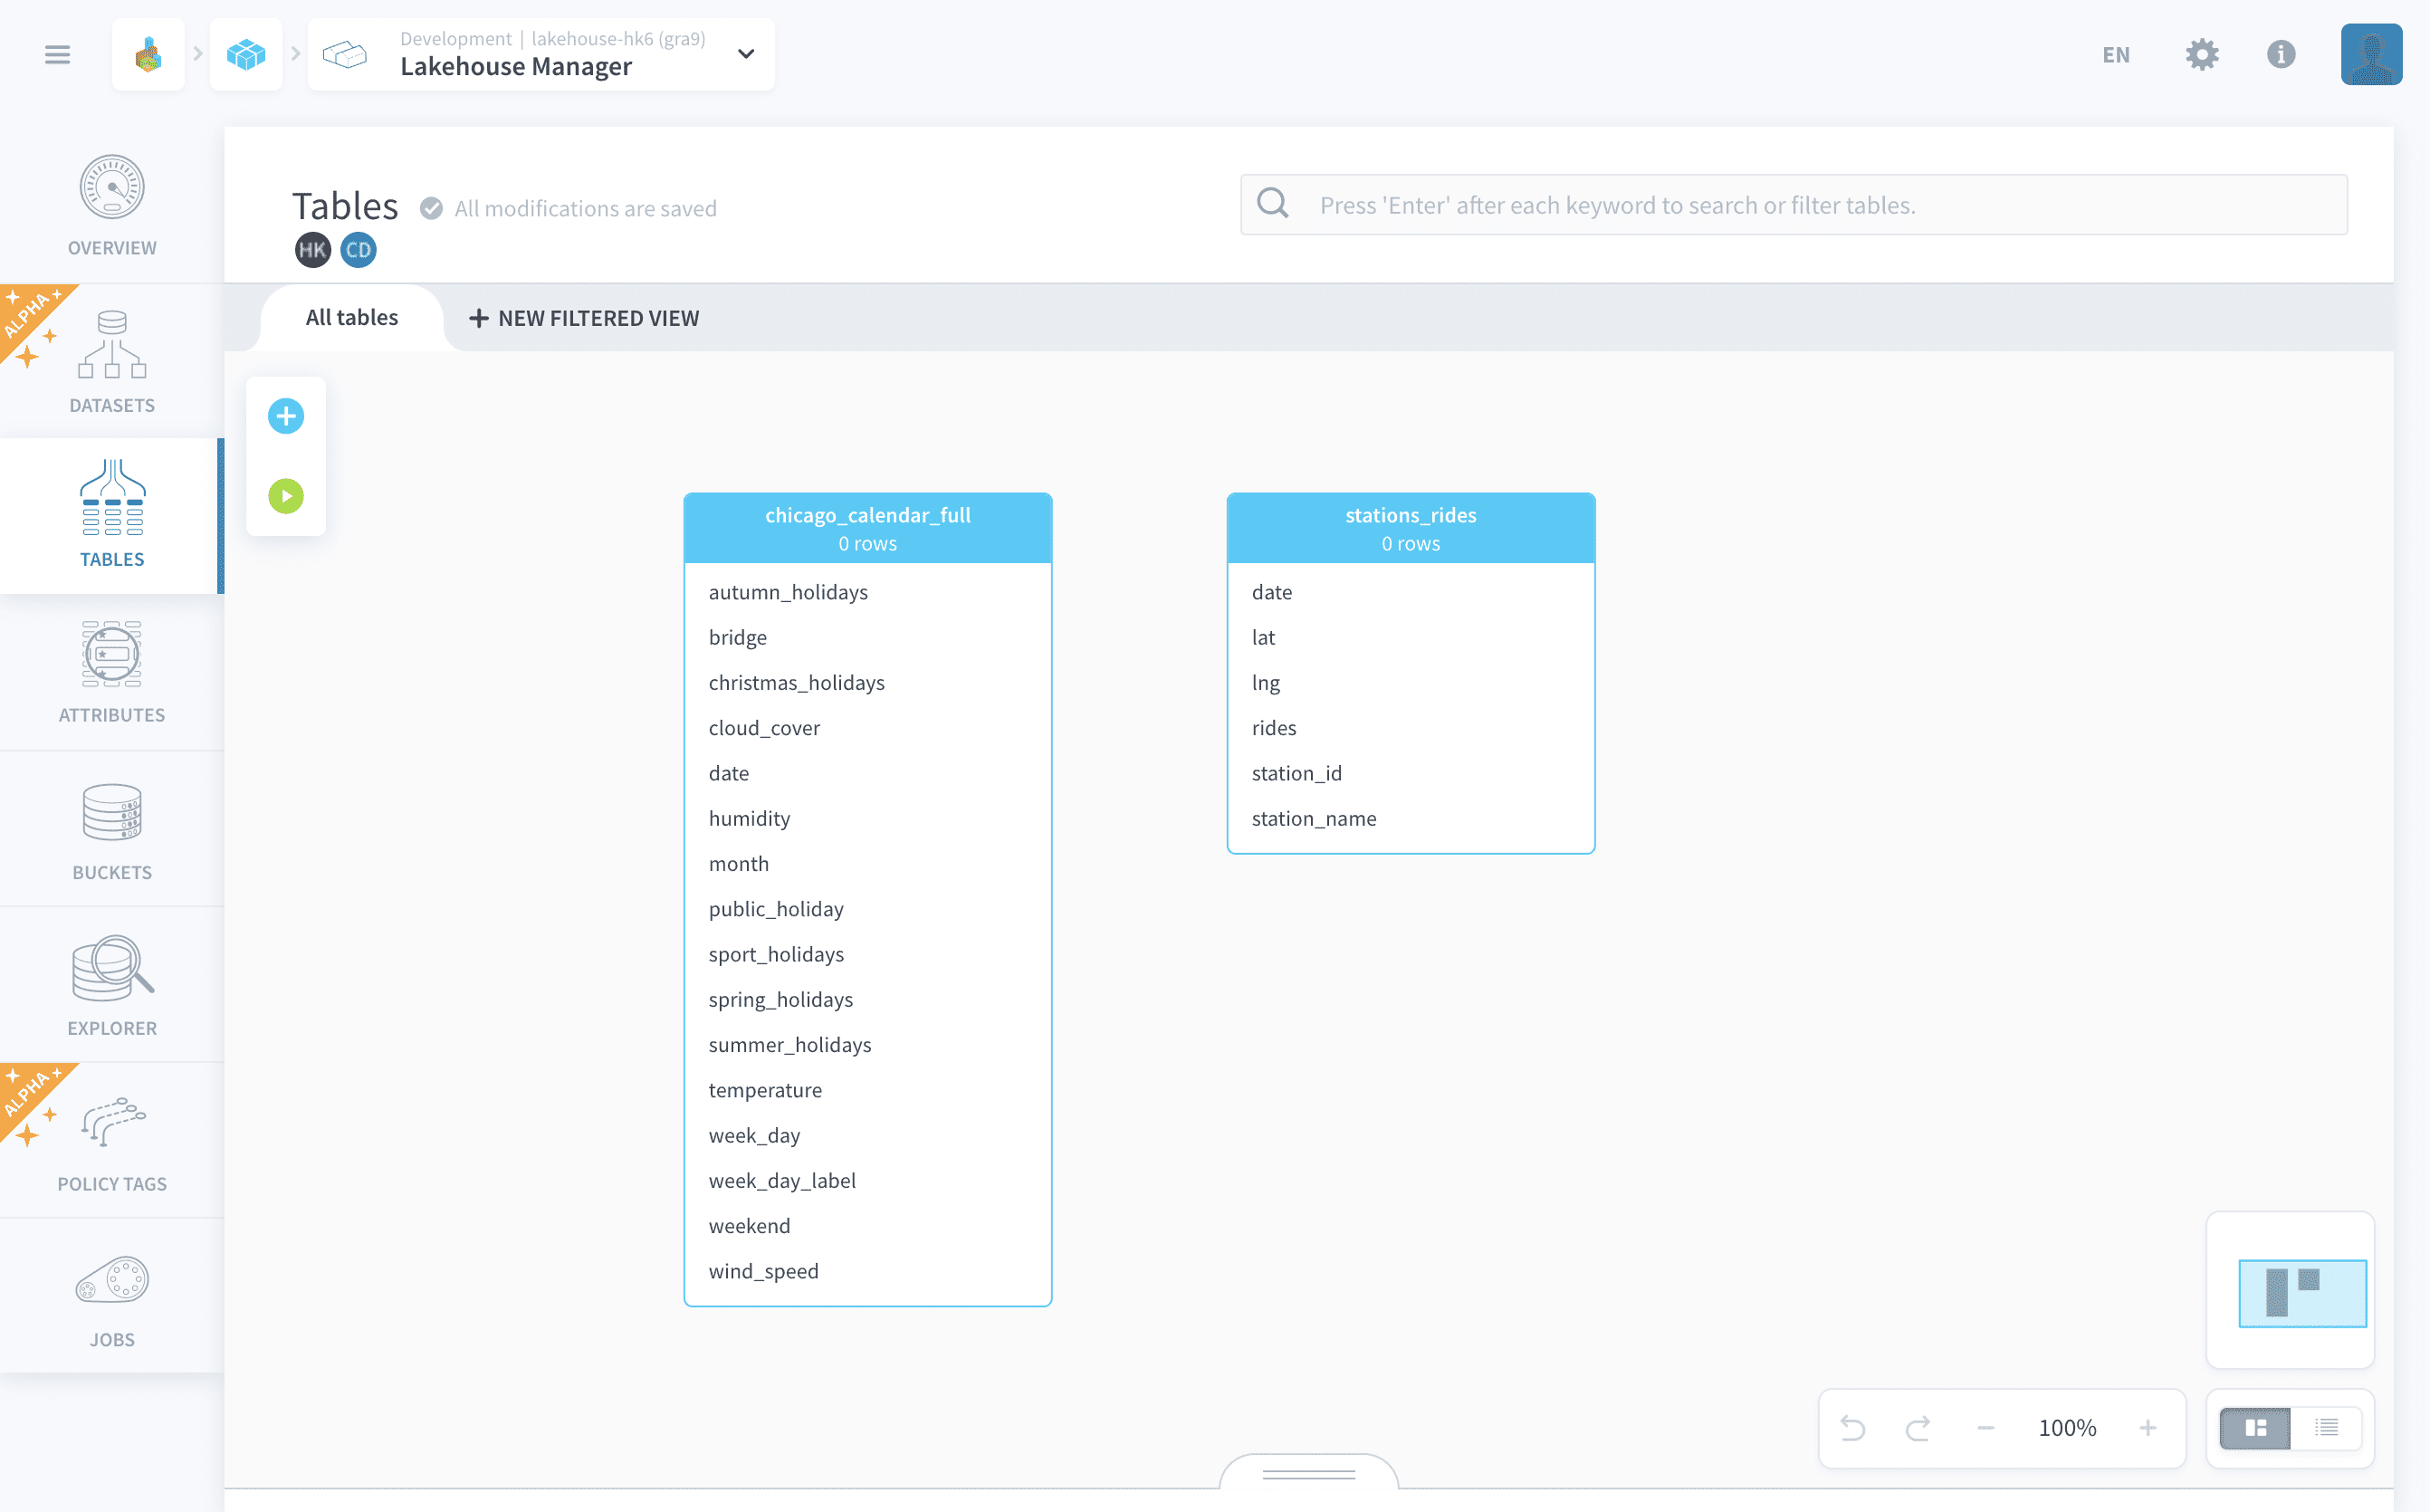 Development | lakehouse-hk6 (gra9)
Lakehouse Manager
EN
OVERVIEW
ALPHA
DATASETS
TABLES
ATTRIBUTES
BUCKETS
EXPLORER
ALPHA
POLICY TAGS
JOBS
Tables
All modifications are saved
Press 'Enter' after each keyword to search or filter tables.
HK
CD
All tables
+ NEW FILTERED VIEW
chicago_calendar_full
0 rows
autumn_holidays
bridge
christmas_holidays
cloud_cover
date
humidity
month
public_holiday
sport_holidays
spring_holidays
summer_holidays
temperature
week_day
week_day_label
weekend
wind_speed
stations_rides
0 rows
date
lat
lng
rides
station_id
station_name
100%